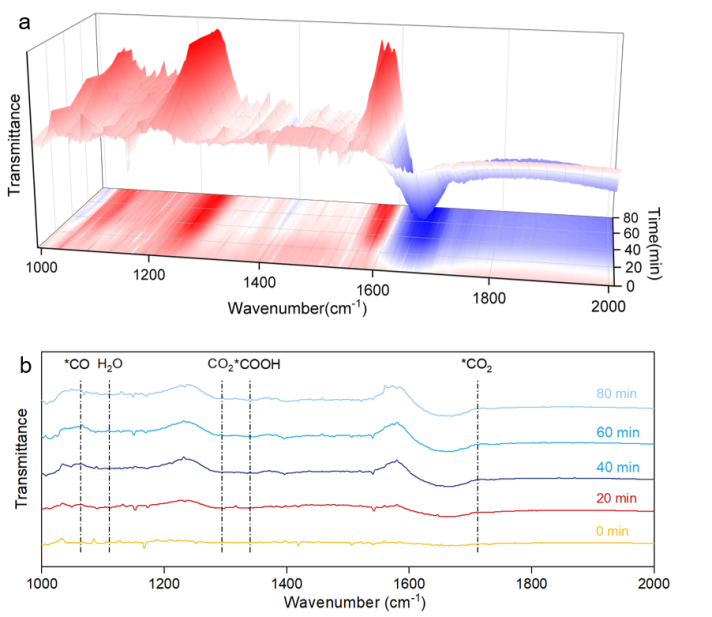 a
Transmittance
80
60
40
20
0
Time(min)
1000
1200
1400
1600
1800
2000
Wavenumber(cm⁻¹)
b
*CO H₂O CO₂*COOH *CO₂
80 min
60 min
40 min
20 min
0 min
Transmittance
1000 1200 1400 1600 1800 2000
Wavenumber (cm⁻¹)